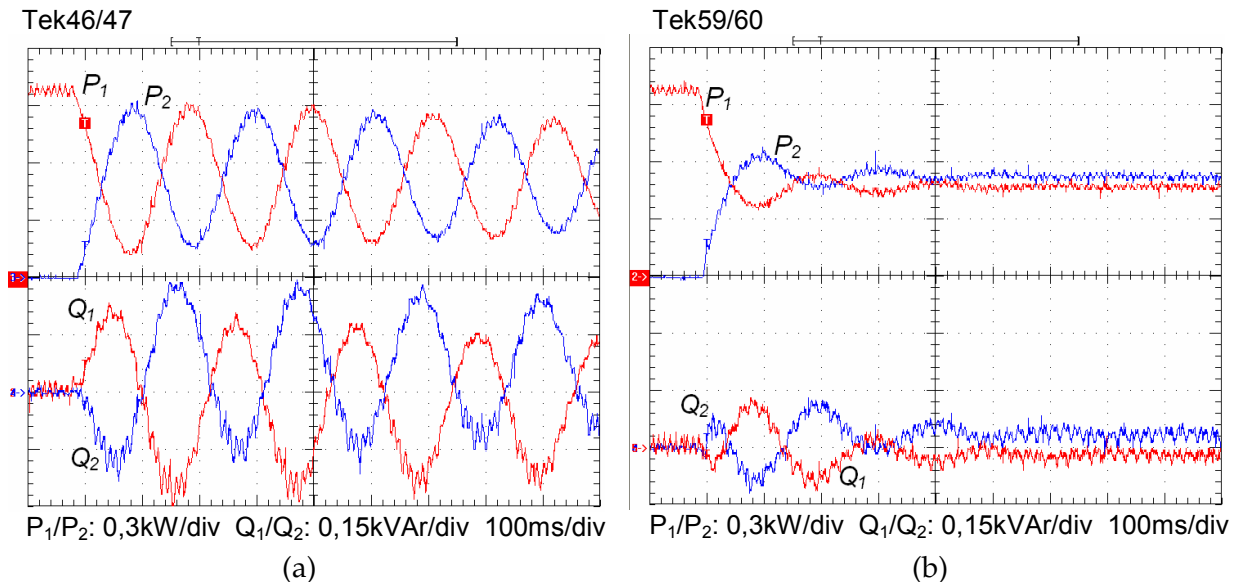 Tek46/47
Tek59/60
P1
P2
T
1->
Q1
Q2
P1/P2: 0,3kW/div Q1/Q2: 0,15kVAr/div 100ms/div
(a)
P1
T
P2
2->
Q2
Q1
P1/P2: 0,3kW/div Q1/Q2: 0,15kVAr/div 100ms/div
(b)